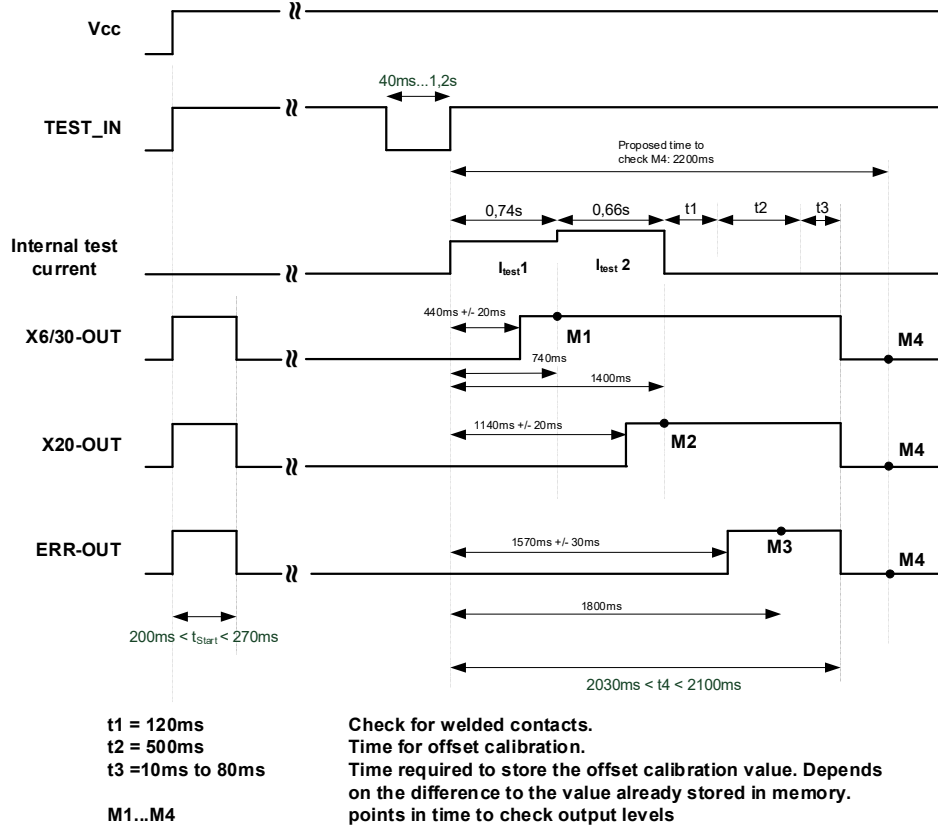 Vcc
40ms...1,2s
TEST_IN
Proposed time to
check M4: 2200ms
0,74s 0,66s t1 t2 t3
Internal test
current
Itest1 Itest 2
440ms +/- 20ms
X6/30-OUT
M1
M4
740ms
1400ms
1140ms +/- 20ms
X20-OUT
M2
M4
1570ms +/- 30ms
ERR-OUT
M3
M4
1800ms
200ms < tStart < 270ms
2030ms < t4 < 2100ms
t1 = 120ms Check for welded contacts.
t2 = 500ms Time for offset calibration.
t3 =10ms to 80ms Time required to store the offset calibration value. Depends
on the difference to the value already stored in memory.
M1...M4 points in time to check output levels